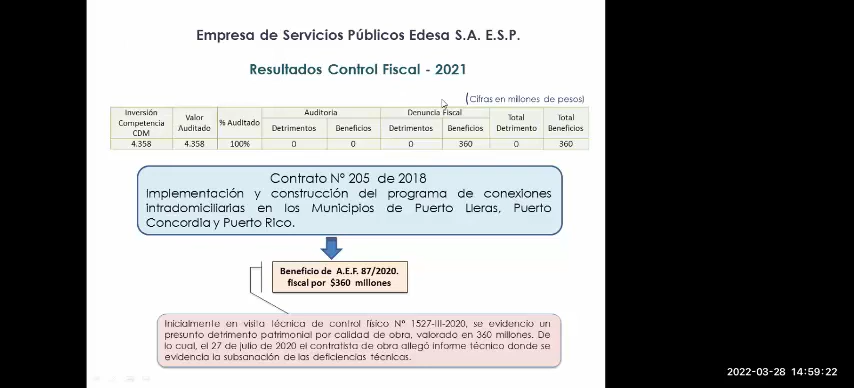 Empresa de Servicios Públicos Edesa S.A. E.S.P.
Resultados Control Fiscal - 2021
(Cifras en millones de pesos)
Inversión Competencia CDM | Valor Auditado | % Auditado | Auditoria | Denuncia Fiscal | Total Detrimento | Total Beneficios
Detrimentos | Beneficios | Detrimentos | Beneficios
4.358 | 4.358 | 100% | 0 | 0 | 0 | 360 | 0 | 360
Contrato Nº 205 de 2018
Implementación y construcción del programa de conexiones
intradomiciliarias en los Municipios de Puerto Lleras, Puerto
Concordia y Puerto Rico.
Beneficio de A.E.F. 87/2020.
fiscal por $360 millones
Inicialmente en visita técnica de control físico Nº 1527-III-2020, se evidencio un
presunto detrimento patrimonial por calidad de obra, valorado en 360 millones. De
lo cual, el 27 de julio de 2020 el contratista de obra allegó informe técnico donde se
evidencia la subsanación de las deficiencias técnicas.
2022-03-28 14:59:22